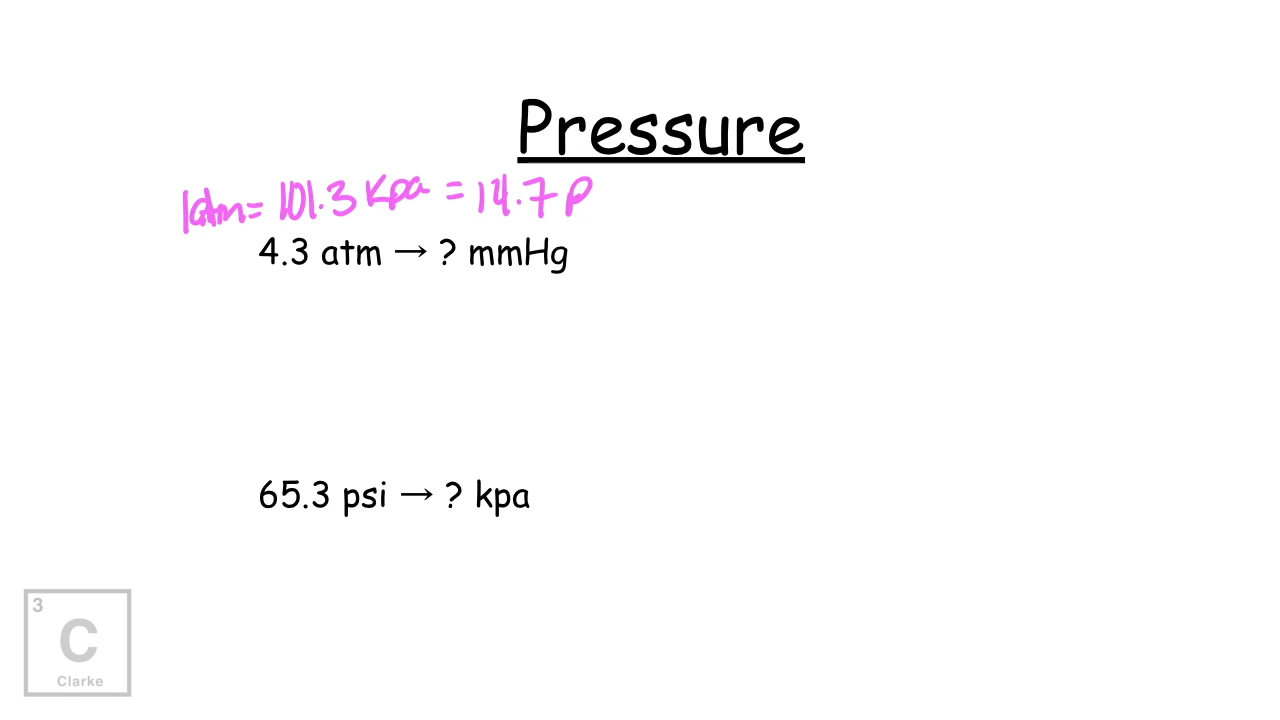 Pressure
1atm = 101.3 Kpa = 14.7 P
4.3 atm → ? mmHg
65.3 psi → ? kpa
3
C
Clarke